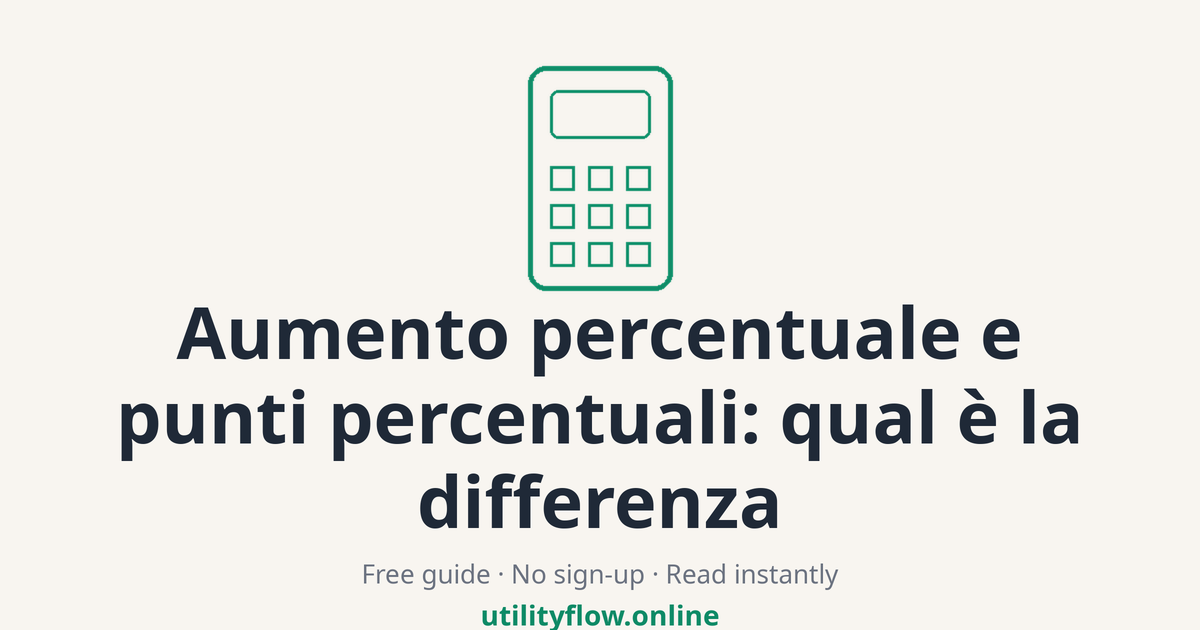 Aumento percentuale e
punti percentuali: qual è la
differenza
Free guide · No sign-up · Read instantly
utilityflow.online